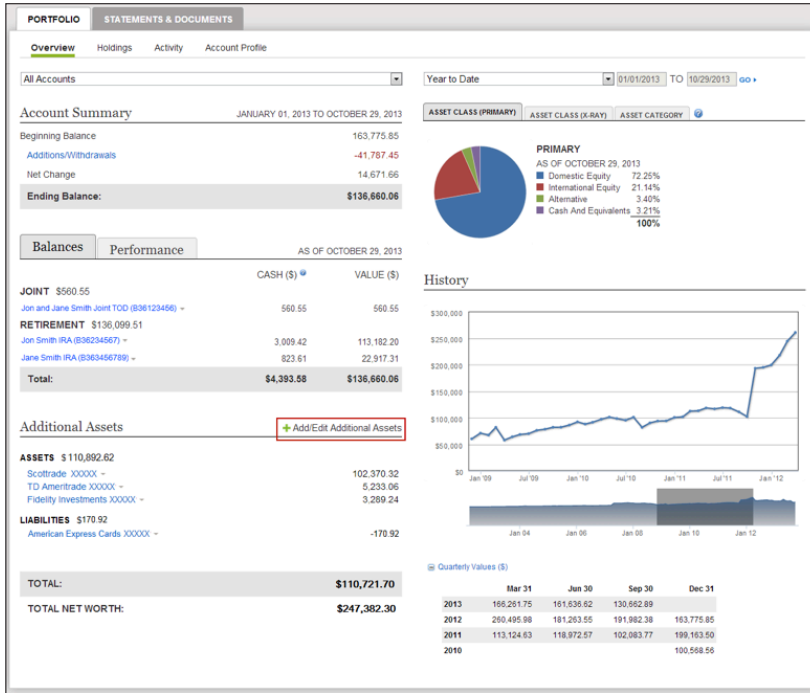 PORTFOLIO
STATEMENTS & DOCUMENTS
Overview Holdings Activity Account Profile
All Accounts
Year to Date 01/01/2013 TO 10/29/2013 GO
Account Summary JANUARY 01, 2013 TO OCTOBER 29, 2013
Beginning Balance 163,775.85
Additions/Withdrawals -41,787.45
Net Change 14,671.66
Ending Balance: $136,660.06
ASSET CLASS (PRIMARY) ASSET CLASS (X-RAY) ASSET CATEGORY ?
PRIMARY
AS OF OCTOBER 29, 2013
Domestic Equity 72.25%
International Equity 21.14%
Alternative 3.40%
Cash And Equivalents 3.21%
100%
Balances Performance AS OF OCTOBER 29, 2013
CASH ($) VALUE ($)
JOINT $560.55
Jon and Jane Smith Joint TOD (B36123456) 560.55 560.55
RETIREMENT $136,099.51
Jon Smith IRA (B36234567) 3,009.42 113,182.20
Jane Smith IRA (B363456789) 823.61 22,917.31
Total: $4,393.58 $136,660.06
Additional Assets + Add/Edit Additional Assets
ASSETS $110,892.62
Scottrade XXXXX 102,370.32
TD Ameritrade XXXXX 5,233.06
Fidelity Investments XXXXX 3,289.24
LIABILITIES $170.92
American Express Cards XXXXX -170.92
TOTAL: $110,721.70
TOTAL NET WORTH: $247,382.30
History
$300,000
$250,000
$200,000
$150,000
$100,000
$50,000
$0
Jan '09 Jul '09 Jan '10 Jul '10 Jan '11 Jul '11 Jan '12
Jan 04 Jan 06 Jan 08 Jan 10 Jan 12
Quarterly Values ($)
Mar 31 Jun 30 Sep 30 Dec 31
2013 166,261.75 161,636.62 130,662.89
2012 260,495.98 181,263.55 191,982.38 163,775.85
2011 113,124.63 118,972.57 102,083.77 199,163.50
2010 100,568.56